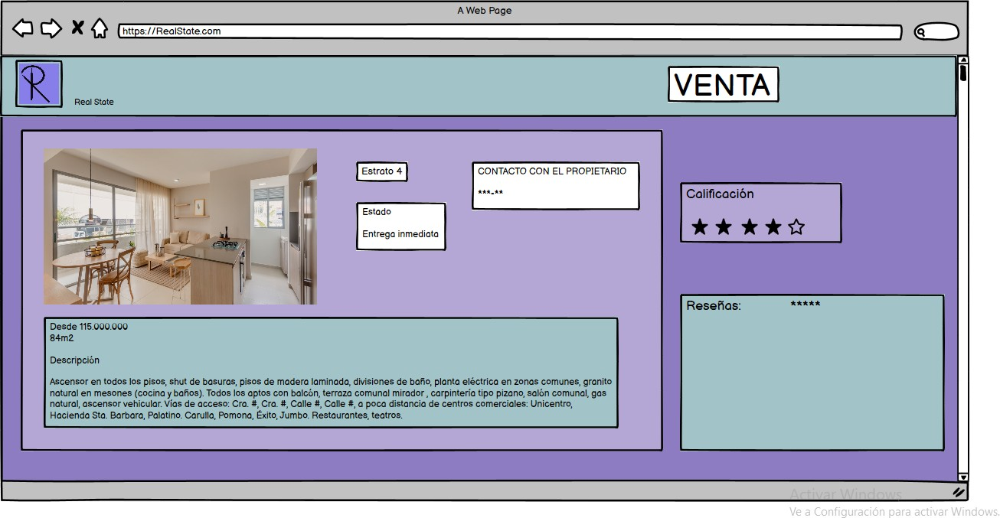 A Web Page
https://RealState.com
R
Real State
VENTA
Estrato 4
CONTACTO CON EL PROPIETARIO
***-**
Estado
Entrega inmediata
Calificación
Reseñas: *****
Desde 115.000.000
84m2
Descripción
Ascensor en todos los pisos, shut de basuras, pisos de madera laminada, divisiones de baño, planta eléctrica en zonas comunes, granito
natural en mesones (cocina y baños). Todos los aptos con balcón, terraza comunal mirador , carpintería tipo pizano, salón comunal, gas
natural, ascensor vehicular. Vías de acceso: Cra. #, Cra. #, Calle #, Calle #, a poca distancia de centros comerciales: Unicentro,
Hacienda Sta. Barbara, Palatino. Carulla, Pomona, Éxito, Jumbo. Restaurantes, teatros.
Activar Windows
Ve a Configuración para activar Windows.